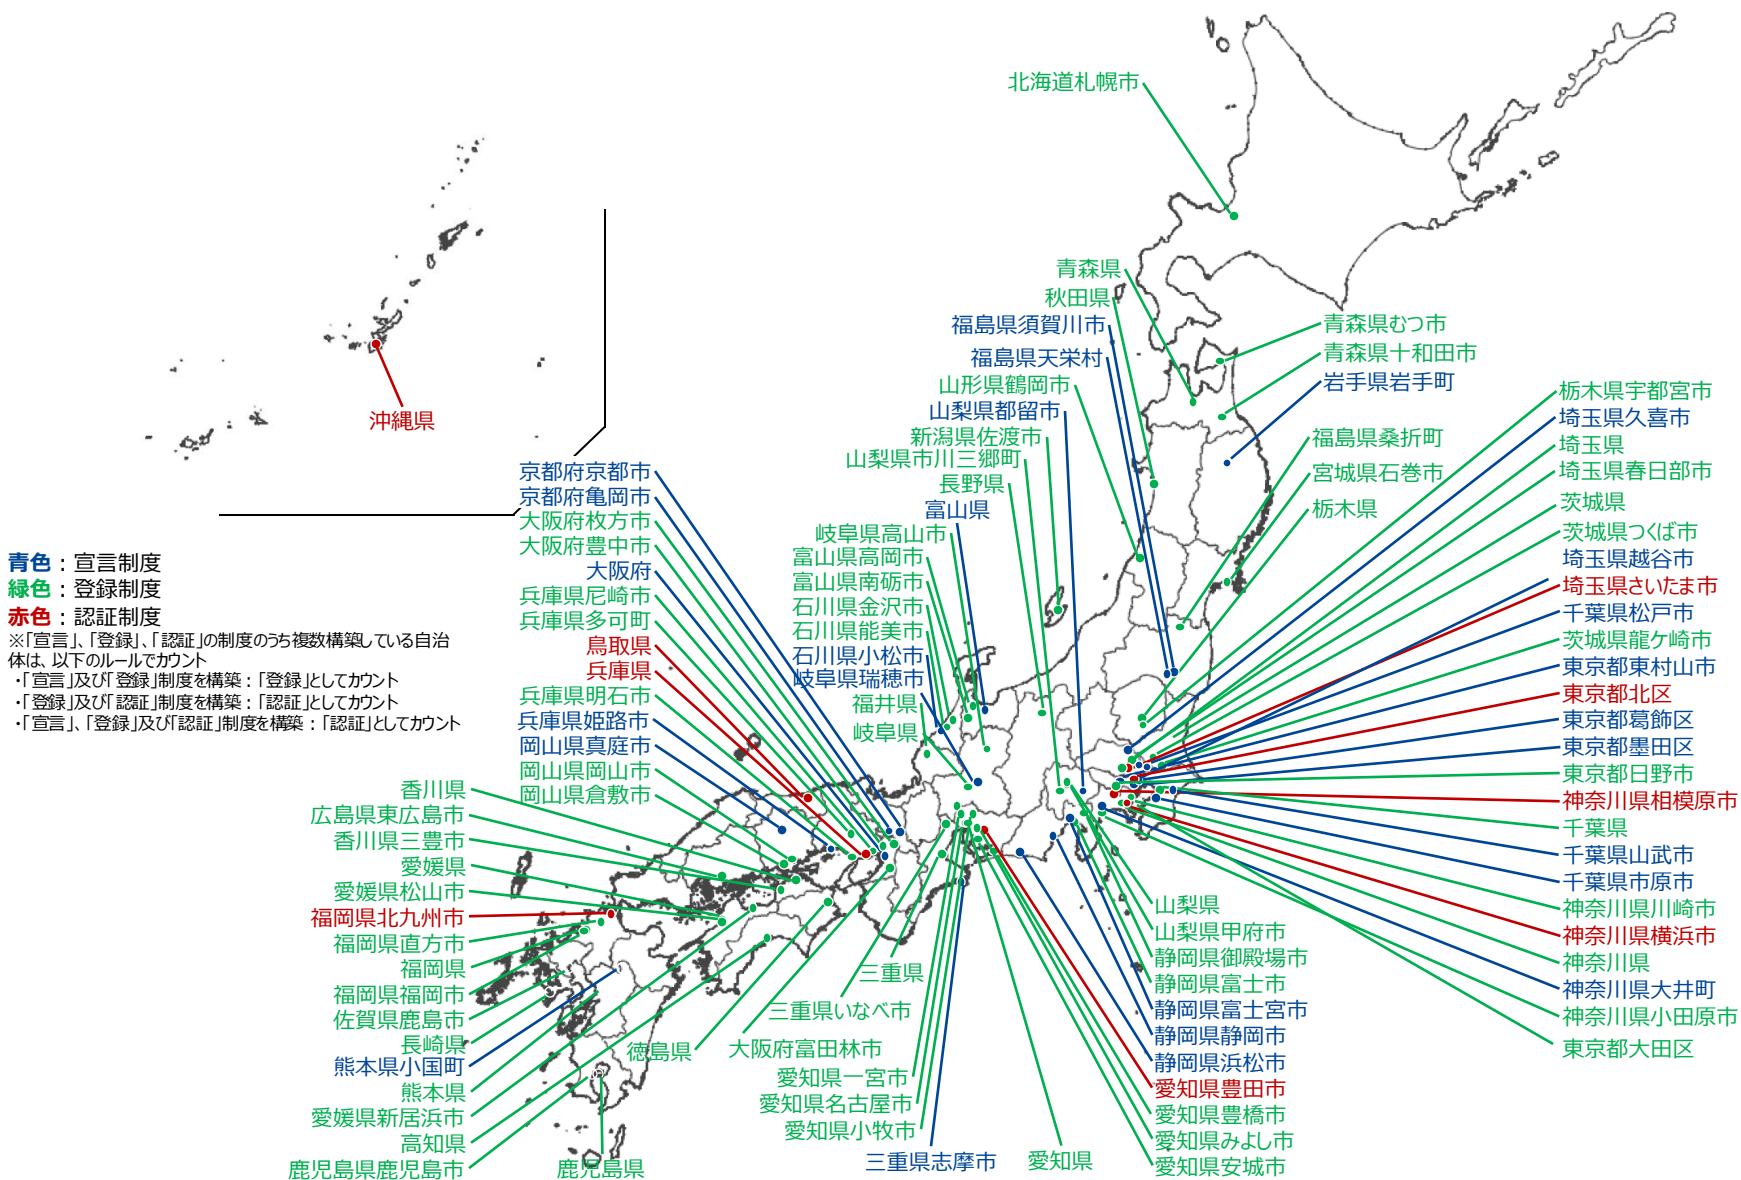 北海道札幌市
青森県
秋田県
福島県須賀川市
福島県天栄村
山形県鶴岡市
山梨県都留市
新潟県佐渡市
山梨県市川三郷町
長野県
富山県
岐阜県高山市
富山県高岡市
富山県南砺市
石川県金沢市
石川県能美市
石川県小松市
岐阜県瑞穂市
福井県
岐阜県
青森県むつ市
青森県十和田市
岩手県岩手町
福島県桑折町
宮城県石巻市
栃木県
栃木県宇都宮市
埼玉県久喜市
埼玉県
埼玉県春日部市
茨城県
茨城県つくば市
埼玉県越谷市
埼玉県さいたま市
千葉県松戸市
茨城県龍ケ崎市
東京都東村山市
東京都北区
東京都葛飾区
東京都墨田区
東京都日野市
神奈川県相模原市
千葉県
千葉県山武市
千葉県市原市
神奈川県川崎市
神奈川県横浜市
神奈川県
神奈川県大井町
神奈川県小田原市
東京都大田区
沖縄県
京都府京都市
京都府亀岡市
大阪府枚方市
大阪府豊中市
大阪府
兵庫県尼崎市
兵庫県多可町
鳥取県
兵庫県
兵庫県明石市
兵庫県姫路市
岡山県真庭市
岡山県岡山市
岡山県倉敷市
青色：宣言制度
緑色：登録制度
赤色：認証制度
※「宣言」、「登録」、「認証」の制度のうち複数構築している自治
体は、以下のルールでカウント
・「宣言」及び「登録」制度を構築：「登録」としてカウント
・「登録」及び「認証」制度を構築：「認証」としてカウント
・「宣言」、「登録」及び「認証」制度を構築：「認証」としてカウント
香川県
広島県東広島市
香川県三豊市
愛媛県
愛媛県松山市
福岡県北九州市
福岡県直方市
福岡県
福岡県福岡市
佐賀県鹿島市
長崎県
熊本県小国町
熊本県
愛媛県新居浜市
高知県
鹿児島県鹿児島市
鹿児島県
徳島県
大阪府富田林市
三重県
三重県いなべ市
愛知県一宮市
愛知県名古屋市
愛知県小牧市
三重県志摩市
愛知県
山梨県
山梨県甲府市
静岡県御殿場市
静岡県富士市
静岡県富士宮市
静岡県静岡市
静岡県浜松市
愛知県豊田市
愛知県豊橋市
愛知県みよし市
愛知県安城市